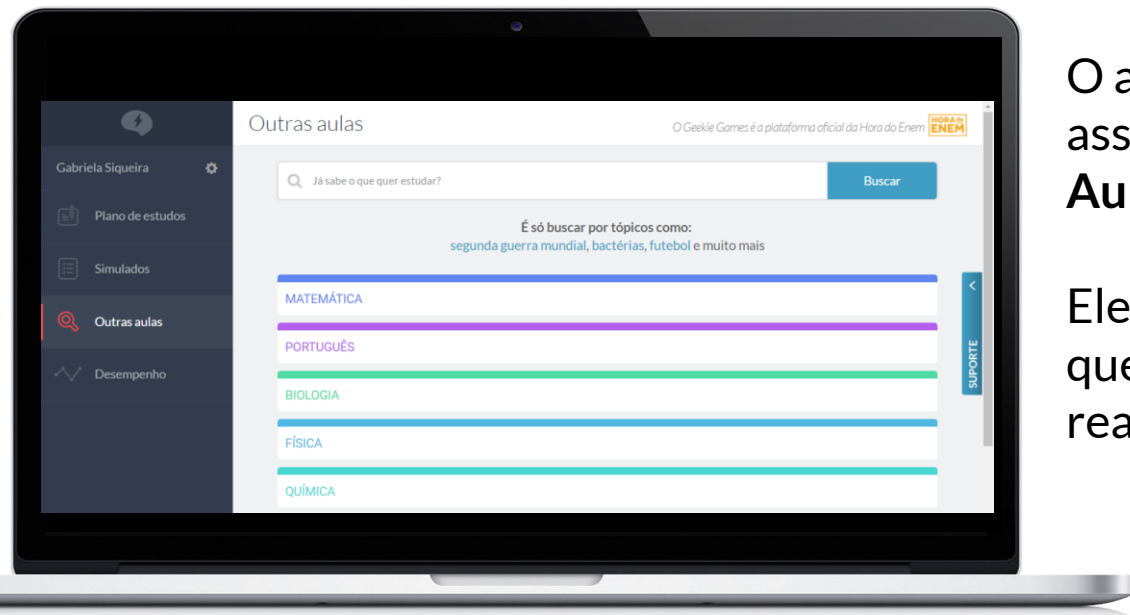 Outras aulas
O Geekie Games é a plataforma oficial da Hora do Enem
HORA do
ENEM
Gabriela Siqueira
Plano de estudos
Simulados
Outras aulas
Desempenho
Já sabe o que quer estudar?
Buscar
É só buscar por tópicos como:
segunda guerra mundial, bactérias, futebol e muito mais
MATEMÁTICA
PORTUGUÊS
BIOLOGIA
FÍSICA
QUÍMICA
SUPORTE
O a
ass
Au
Ele
que
rea